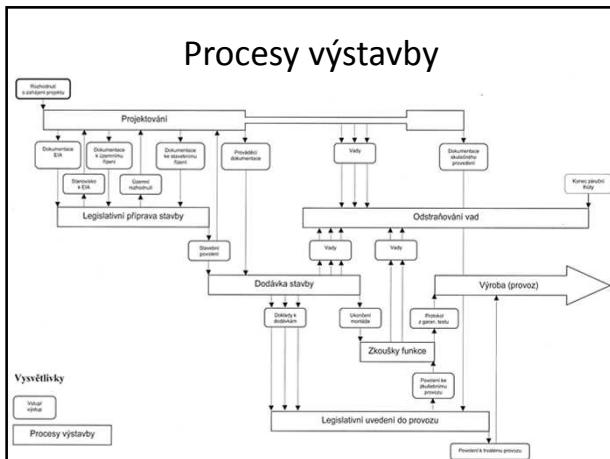 Procesy výstavby
Rozhodnutí
o zahájení projektu
Projektování
Dokumentace
EIA
Dokumentace
k územnímu
řízení
Dokumentace
ke stavebnímu
řízení
Prováděcí
dokumentace
Vady
Dokumentace
skutečného
provedení
Stanovisko
k EIA
Územní
rozhodnutí
Konec záruční
lhůty
Legislativní příprava stavby
Odstraňování vad
Stavební
povolení
Vady
Vady
Dodávka stavby
Výroba (provoz)
Doklady k
dodávkám
Ukončení
montáže
Protokol
z garan. testu
Zkoušky funkce
Vysvětlivky
Povolení ke
zkušebnímu
provozu
Vstup/
výstup
Legislativní uvedení do provozu
Procesy výstavby
Povolení k trvalému provozu